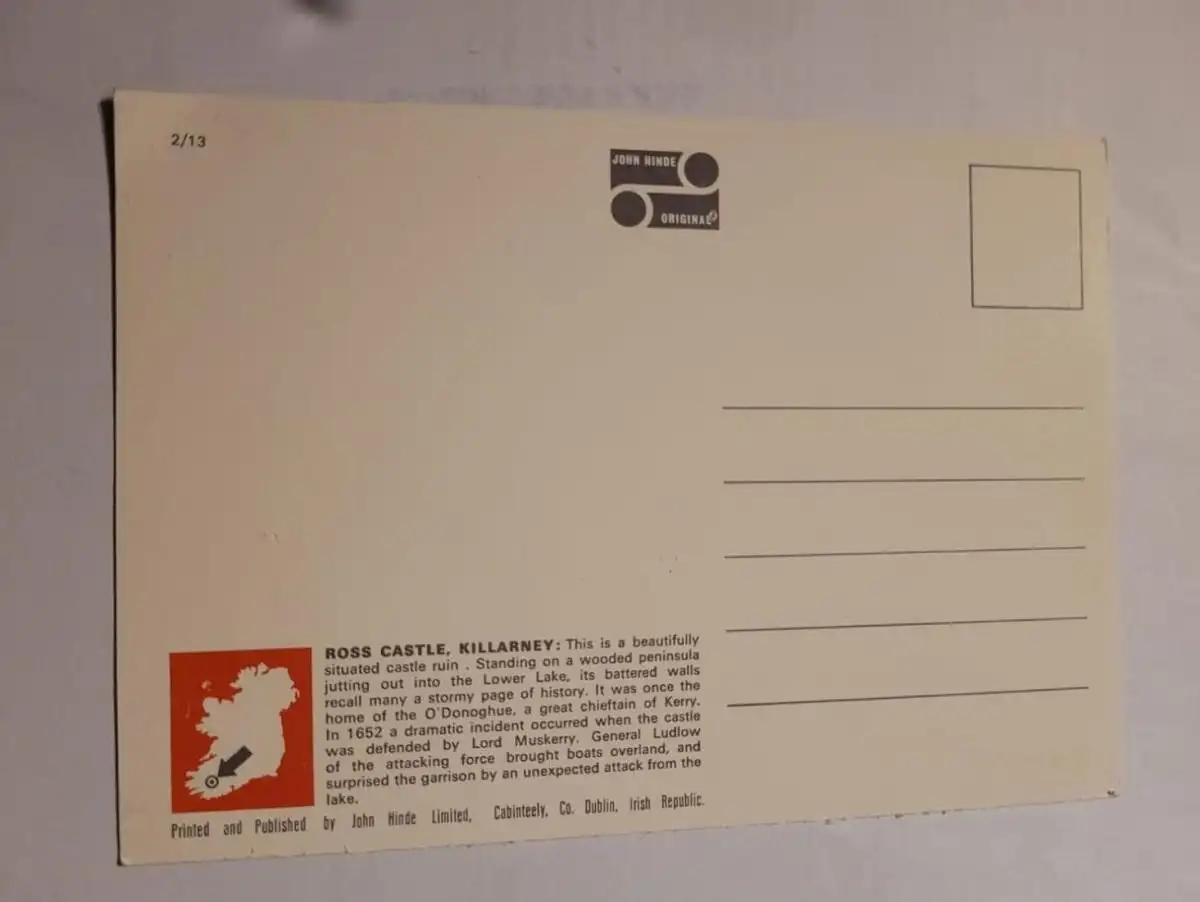 2/13
JOHN HINDE
ORIGINAL
ROSS CASTLE, KILLARNEY: This is a beautifully
situated castle ruin . Standing on a wooded peninsula
jutting out into the Lower Lake, its battered walls
recall many a stormy page of history. It was once the
home of the O'Donoghue, a great chieftain of Kerry.
In 1652 a dramatic incident occurred when the castle
was defended by Lord Muskerry. General Ludlow
of the attacking force brought boats overland, and
surprised the garrison by an unexpected attack from the
lake.
Printed and Published by John Hinde Limited, Cabinteely, Co. Dublin, Irish Republic.